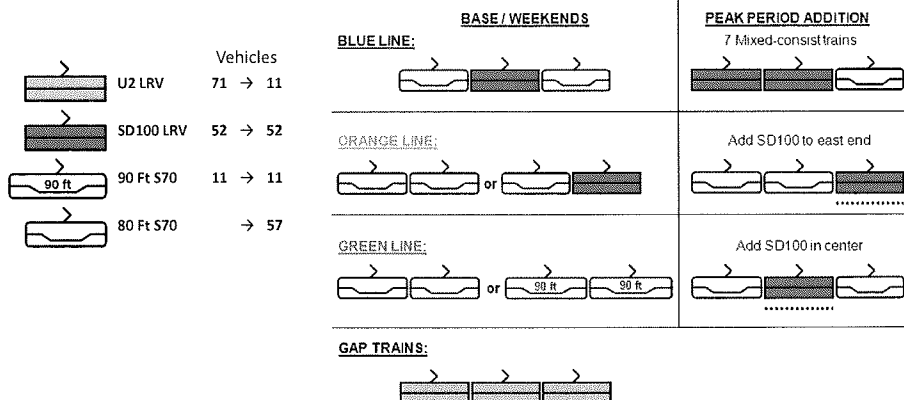 Vehicles
U2 LRV 71 → 11
SD100 LRV 52 → 52
90 ft 90 Ft S70 11 → 11
80 Ft S70 → 57
BASE / WEEKENDS
PEAK PERIOD ADDITION
BLUE LINE:
7 Mixed-consist trains
ORANGE LINE:
or
Add SD100 to east end
GREEN LINE:
or 90 ft 90 ft
Add SD100 in center
GAP TRAINS: